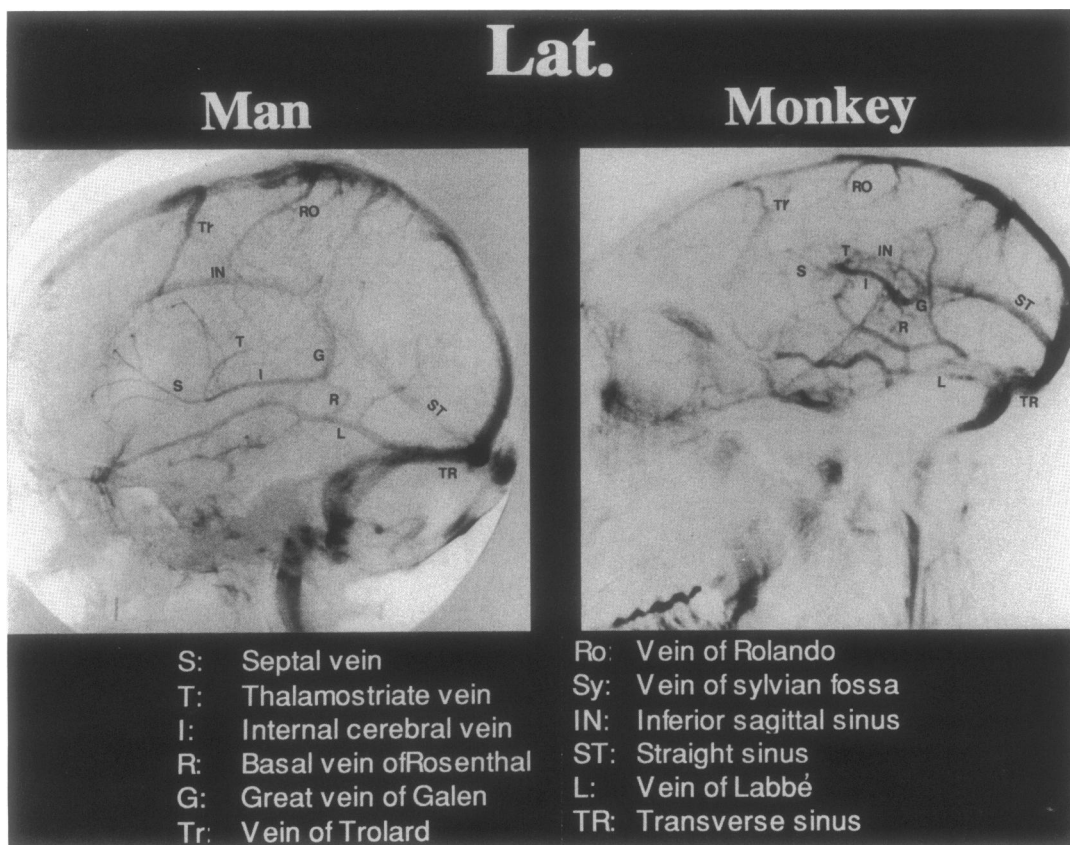 Lat.
Man
Monkey
RO
Tr
IN
T
G
I
S
R
ST
L
TR
RO
Tr
T
IN
S
I
G
ST
R
L
TR
S: Septal vein
T: Thalamostriate vein
I: Internal cerebral vein
R: Basal vein ofRosenthal
G: Great vein of Galen
Tr: Vein of Trolard
Ro: Vein of Rolando
Sy: Vein of sylvian fossa
IN: Inferior sagittal sinus
ST: Straight sinus
L: Vein of Labbé
TR: Transverse sinus